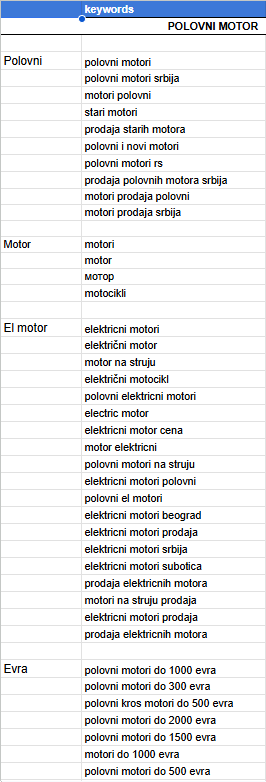 keywords
POLOVNI MOTOR
Polovni polovni motori
polovni motori srbija
motori polovni
stari motori
prodaja starih motora
polovni i novi motori
polovni motori rs
prodaja polovnih motora srbija
motori prodaja polovni
motori prodaja srbija
Motor motori
motor
мотор
motocikli
El motor elektricni motori
električni motor
motor na struju
električni motocikl
polovni elektricni motori
electric motor
elektricni motor cena
motor elektricni
polovni motori na struju
elektricni motori polovni
polovni el motori
elektricni motori beograd
elektricni motori prodaja
elektricni motori srbija
elektricni motori subotica
prodaja elektricnih motora
motori na struju prodaja
elektricni motori prodaja
prodaja elektricnih motora
Evra polovni motori do 1000 evra
polovni motori do 300 evra
polovni kros motori do 500 evra
polovni motori do 2000 evra
polovni motori do 1500 evra
motori do 1000 evra
polovni motori do 500 evra